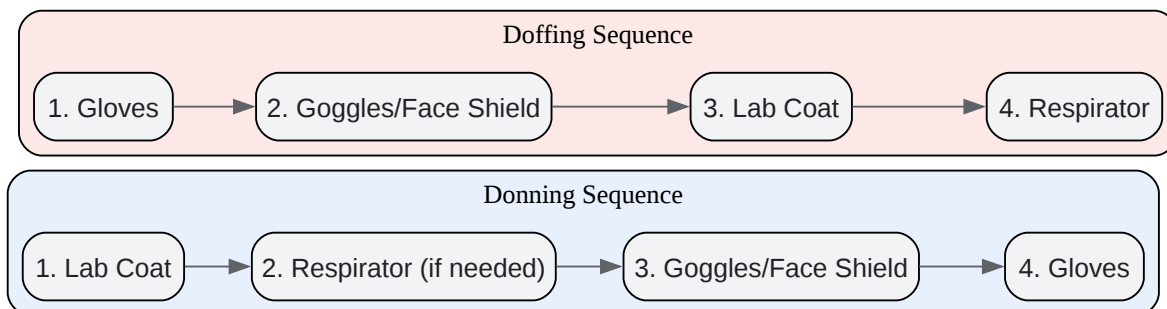 Doffing Sequence
1. Gloves
2. Goggles/Face Shield
3. Lab Coat
4. Respirator
Donning Sequence
1. Lab Coat
2. Respirator (if needed)
3. Goggles/Face Shield
4. Gloves